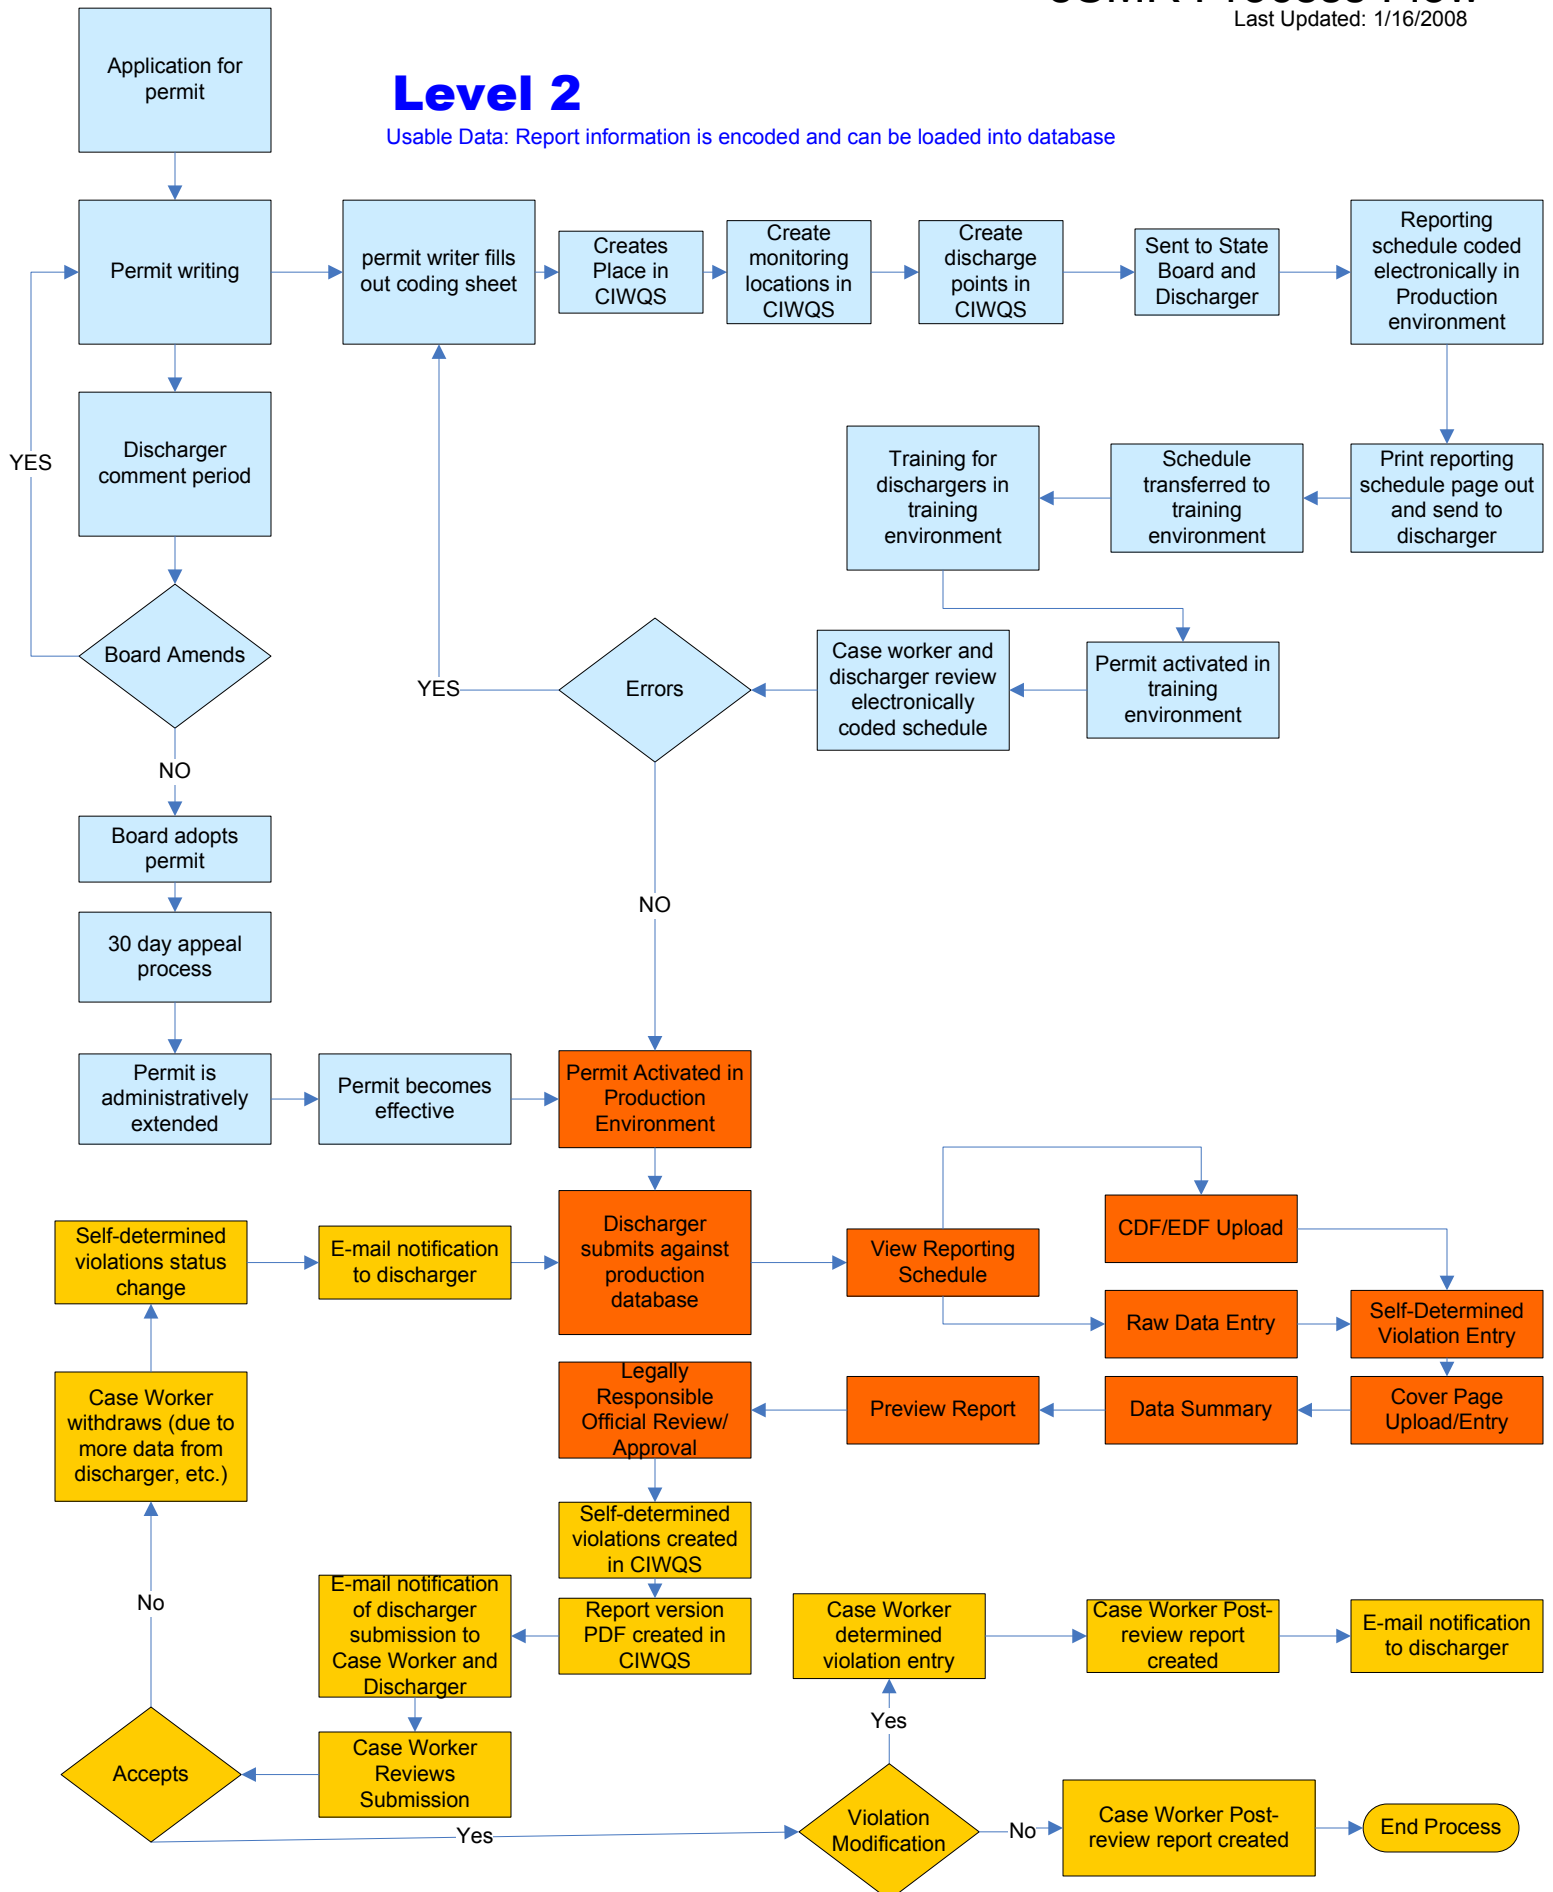 eSMR Process Flow
Last Updated: 1/16/2008
Application for
permit
Level 2
Usable Data: Report information is encoded and can be loaded into database
Permit writing
permit writer fills
out coding sheet
Creates
Place in
CIWQS
Create
monitoring
locations in
CIWQS
Create
discharge
points in
CIWQS
Sent to State
Board and
Discharger
Reporting
schedule coded
electronically in
Production
environment
YES
Discharger
comment period
Training for
dischargers in
training
environment
Schedule
transferred to
training
environment
Print reporting
schedule page out
and send to
discharger
Board Amends
YES
Errors
Case worker and
discharger review
electronically
coded schedule
Permit activated in
training
environment
NO
Board adopts
permit
NO
30 day appeal
process
Permit is
administratively
extended
Permit becomes
effective
Permit Activated in
Production
Environment
Self-determined
violations status
change
E-mail notification
to discharger
Discharger
submits against
production
database
View Reporting
Schedule
CDF/EDF Upload
Raw Data Entry
Self-Determined
Violation Entry
Case Worker
withdraws (due to
more data from
discharger, etc.)
Legally
Responsible
Official Review/
Approval
Preview Report
Data Summary
Cover Page
Upload/Entry
Self-determined
violations created
in CIWQS
No
E-mail notification
of discharger
submission to
Case Worker and
Discharger
Report version
PDF created in
CIWQS
Case Worker
determined
violation entry
Case Worker Post-
review report
created
E-mail notification
to discharger
Yes
Accepts
Case Worker
Reviews
Submission
Yes
Violation
Modification
No
Case Worker Post-
review report created
End Process